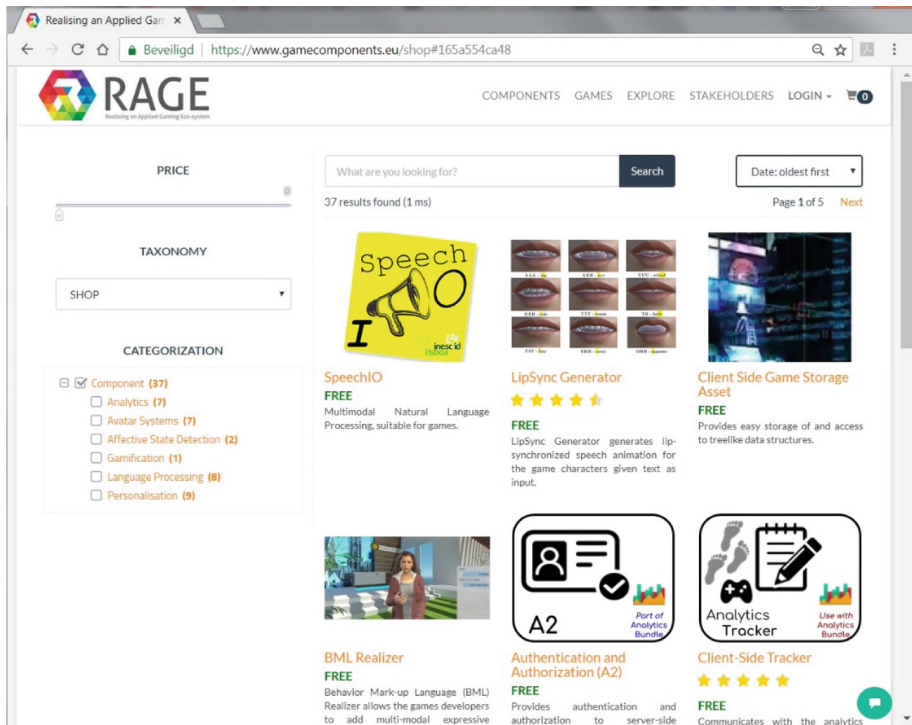 Realising an Applied Gam
Beveiligd
https://www.gamecomponents.eu/shop#165a554ca48
RAGE
Realising an Applied Gaming Eco-system
COMPONENTS GAMES EXPLORE STAKEHOLDERS LOGIN 0
PRICE
0
TAXONOMY
SHOP
CATEGORIZATION
Component (37)
Analytics (7)
Avatar Systems (7)
Affective State Detection (2)
Gamification (1)
Language Processing (8)
Personalisation (9)
What are you looking for?
Search
Date: oldest first
37 results found (1 ms)
Page 1 of 5 Next
Speech
IO
inesc id
lisboa
SpeechIO
FREE
Multimodal Natural Language
Processing, suitable for games.
LipSync Generator
FREE
LipSync Generator generates lip-
synchronized speech animation for
the game characters given text as
input.
Client Side Game Storage
Asset
FREE
Provides easy storage of and access
to treelike data structures.
BML Realizer
FREE
Behavior Mark-up Language (BML)
Realizer allows the games developers
to add multi-modal expressive
A2
Part of
Analytics
Bundle
Authentication and
Authorization (A2)
FREE
Provides authentication and
authorization to server-side
Analytics
Tracker
Use with
Analytics
Bundle
Client-Side Tracker
FREE
Communicates with the analytics